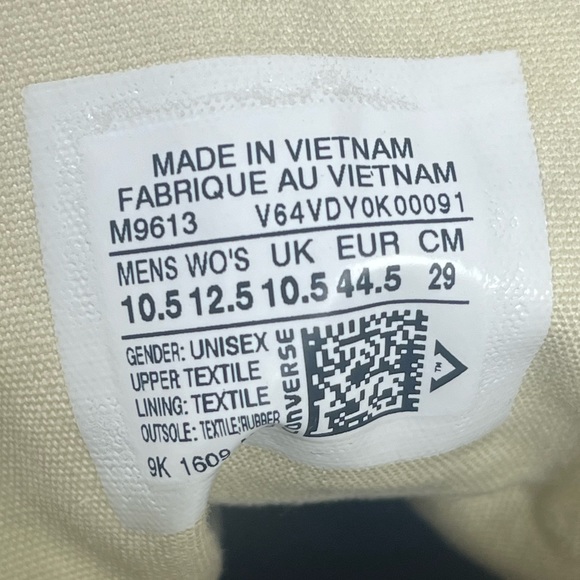 MADE IN VIETNAM
FABRIQUE AU VIETNAM
M9613 V64VDY0K00091
MENS WO'S UK EUR CM
10.5 12.5 10.5 44.5 29
GENDER: UNISEX
UPPER: TEXTILE
LINING: TEXTILE
OUTSOLE: TEXTILE/RUBBER
9K 1609
CONVERSE
TM